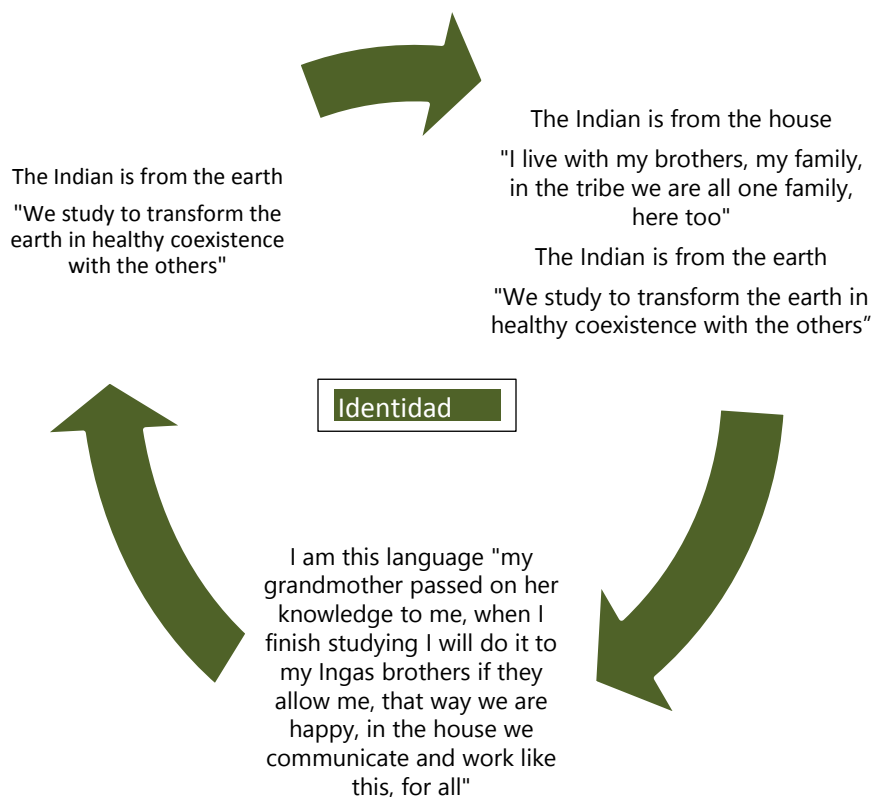 The Indian is from the earth
"We study to transform the
earth in healthy coexistence
with the others"
The Indian is from the house
"I live with my brothers, my family,
in the tribe we are all one family,
here too"
The Indian is from the earth
"We study to transform the earth in
healthy coexistence with the others”
Identidad
I am this language "my
grandmother passed on her
knowledge to me, when I
finish studying I will do it to
my Ingas brothers if they
allow me, that way we are
happy, in the house we
communicate and work like
this, for all"